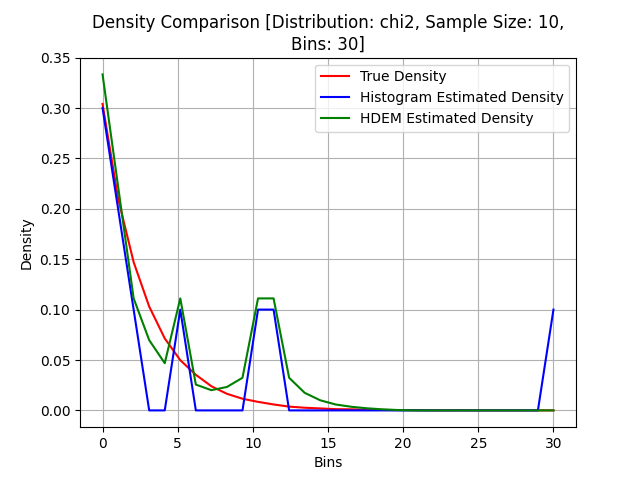 Density Comparison [Distribution: chi2, Sample Size: 10,
Bins: 30]
True Density
Histogram Estimated Density
HDEM Estimated Density
Density
0.35
0.30
0.25
0.20
0.15
0.10
0.05
0.00
0 5 10 15 20 25 30
Bins